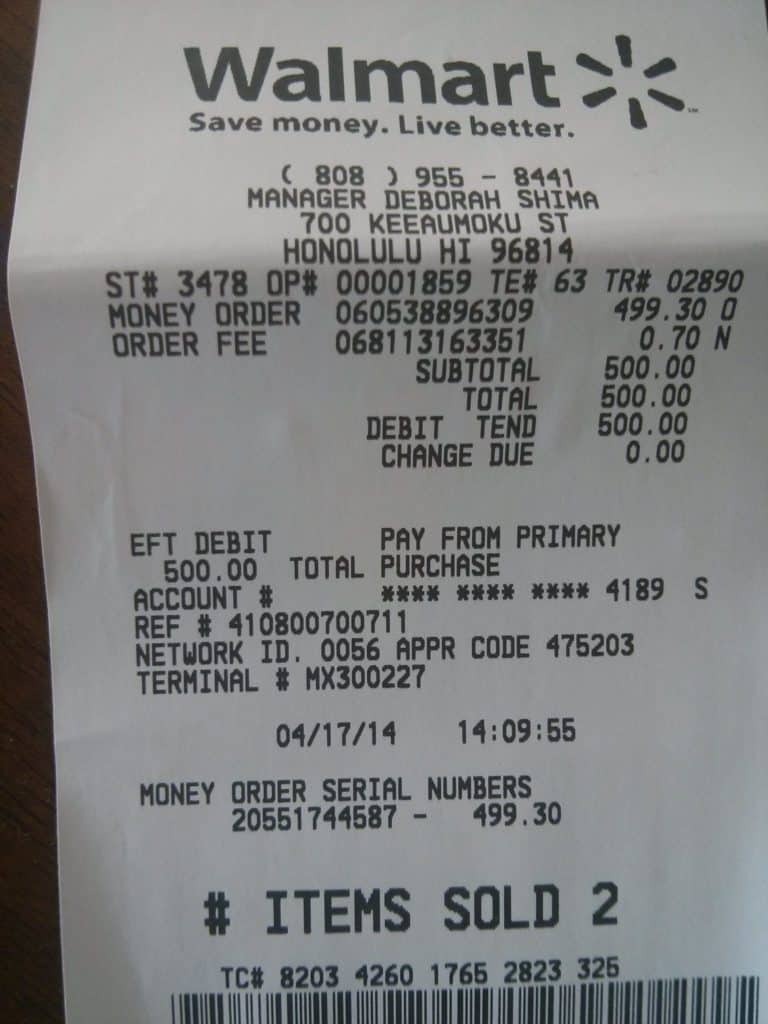 Walmart
Save money. Live better.
( 808 ) 955 - 8441
MANAGER DEBORAH SHIMA
700 KEEAUMOKU ST
HONOLULU HI 96814
ST# 3478 OP# 00001859 TE# 63 TR# 02890
MONEY ORDER 060538896309 499.30 O
ORDER FEE 068113163351 0.70 N
SUBTOTAL 500.00
TOTAL 500.00
DEBIT TEND 500.00
CHANGE DUE 0.00
EFT DEBIT PAY FROM PRIMARY
500.00 TOTAL PURCHASE
ACCOUNT # **** **** **** 4189 S
REF # 410800700711
NETWORK ID. 0056 APPR CODE 475203
TERMINAL # MX300227
04/17/14 14:09:55
MONEY ORDER SERIAL NUMBERS
20551744587 - 499.30
# ITEMS SOLD 2
TC# 8203 4260 1765 2823 325